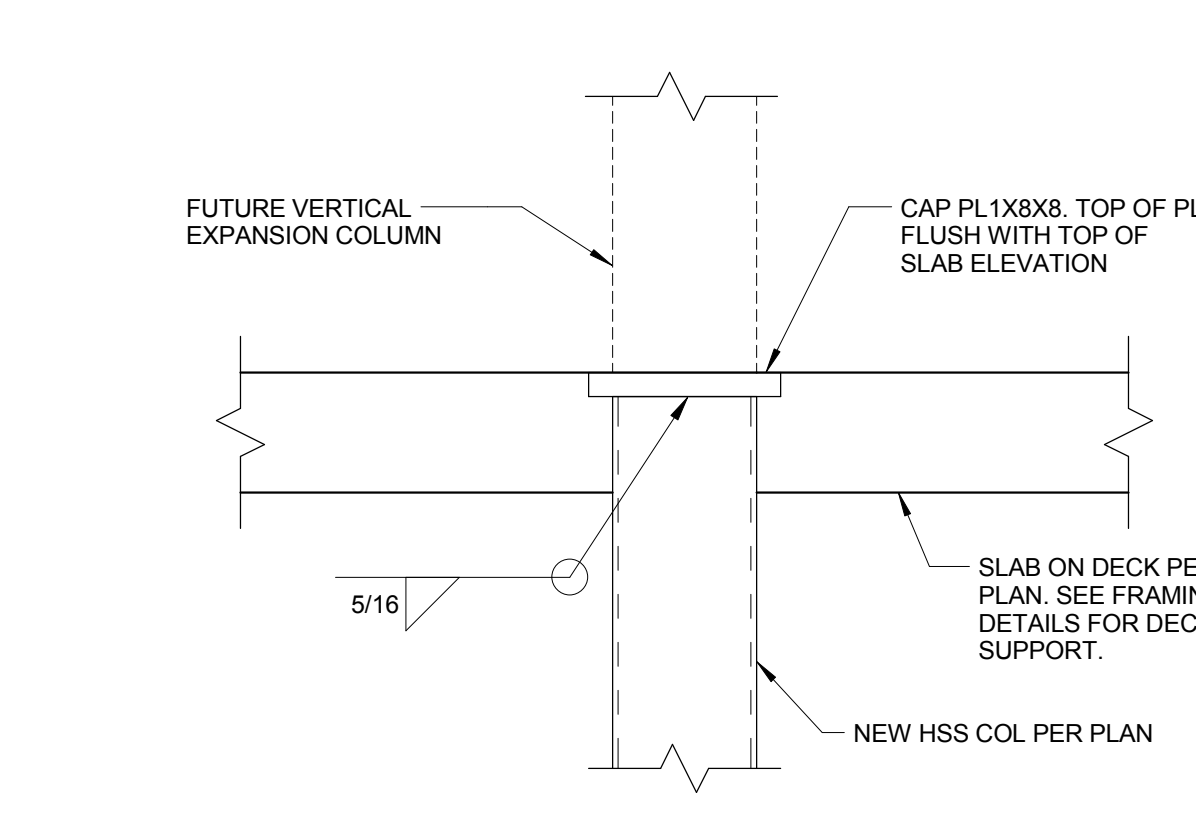 FUTURE VERTICAL
EXPANSION COLUMN
CAP PL1X8X8. TOP OF PL
FLUSH WITH TOP OF
SLAB ELEVATION
5/16
SLAB ON DECK PE
PLAN. SEE FRAMIN
DETAILS FOR DEC
SUPPORT.
NEW HSS COL PER PLAN